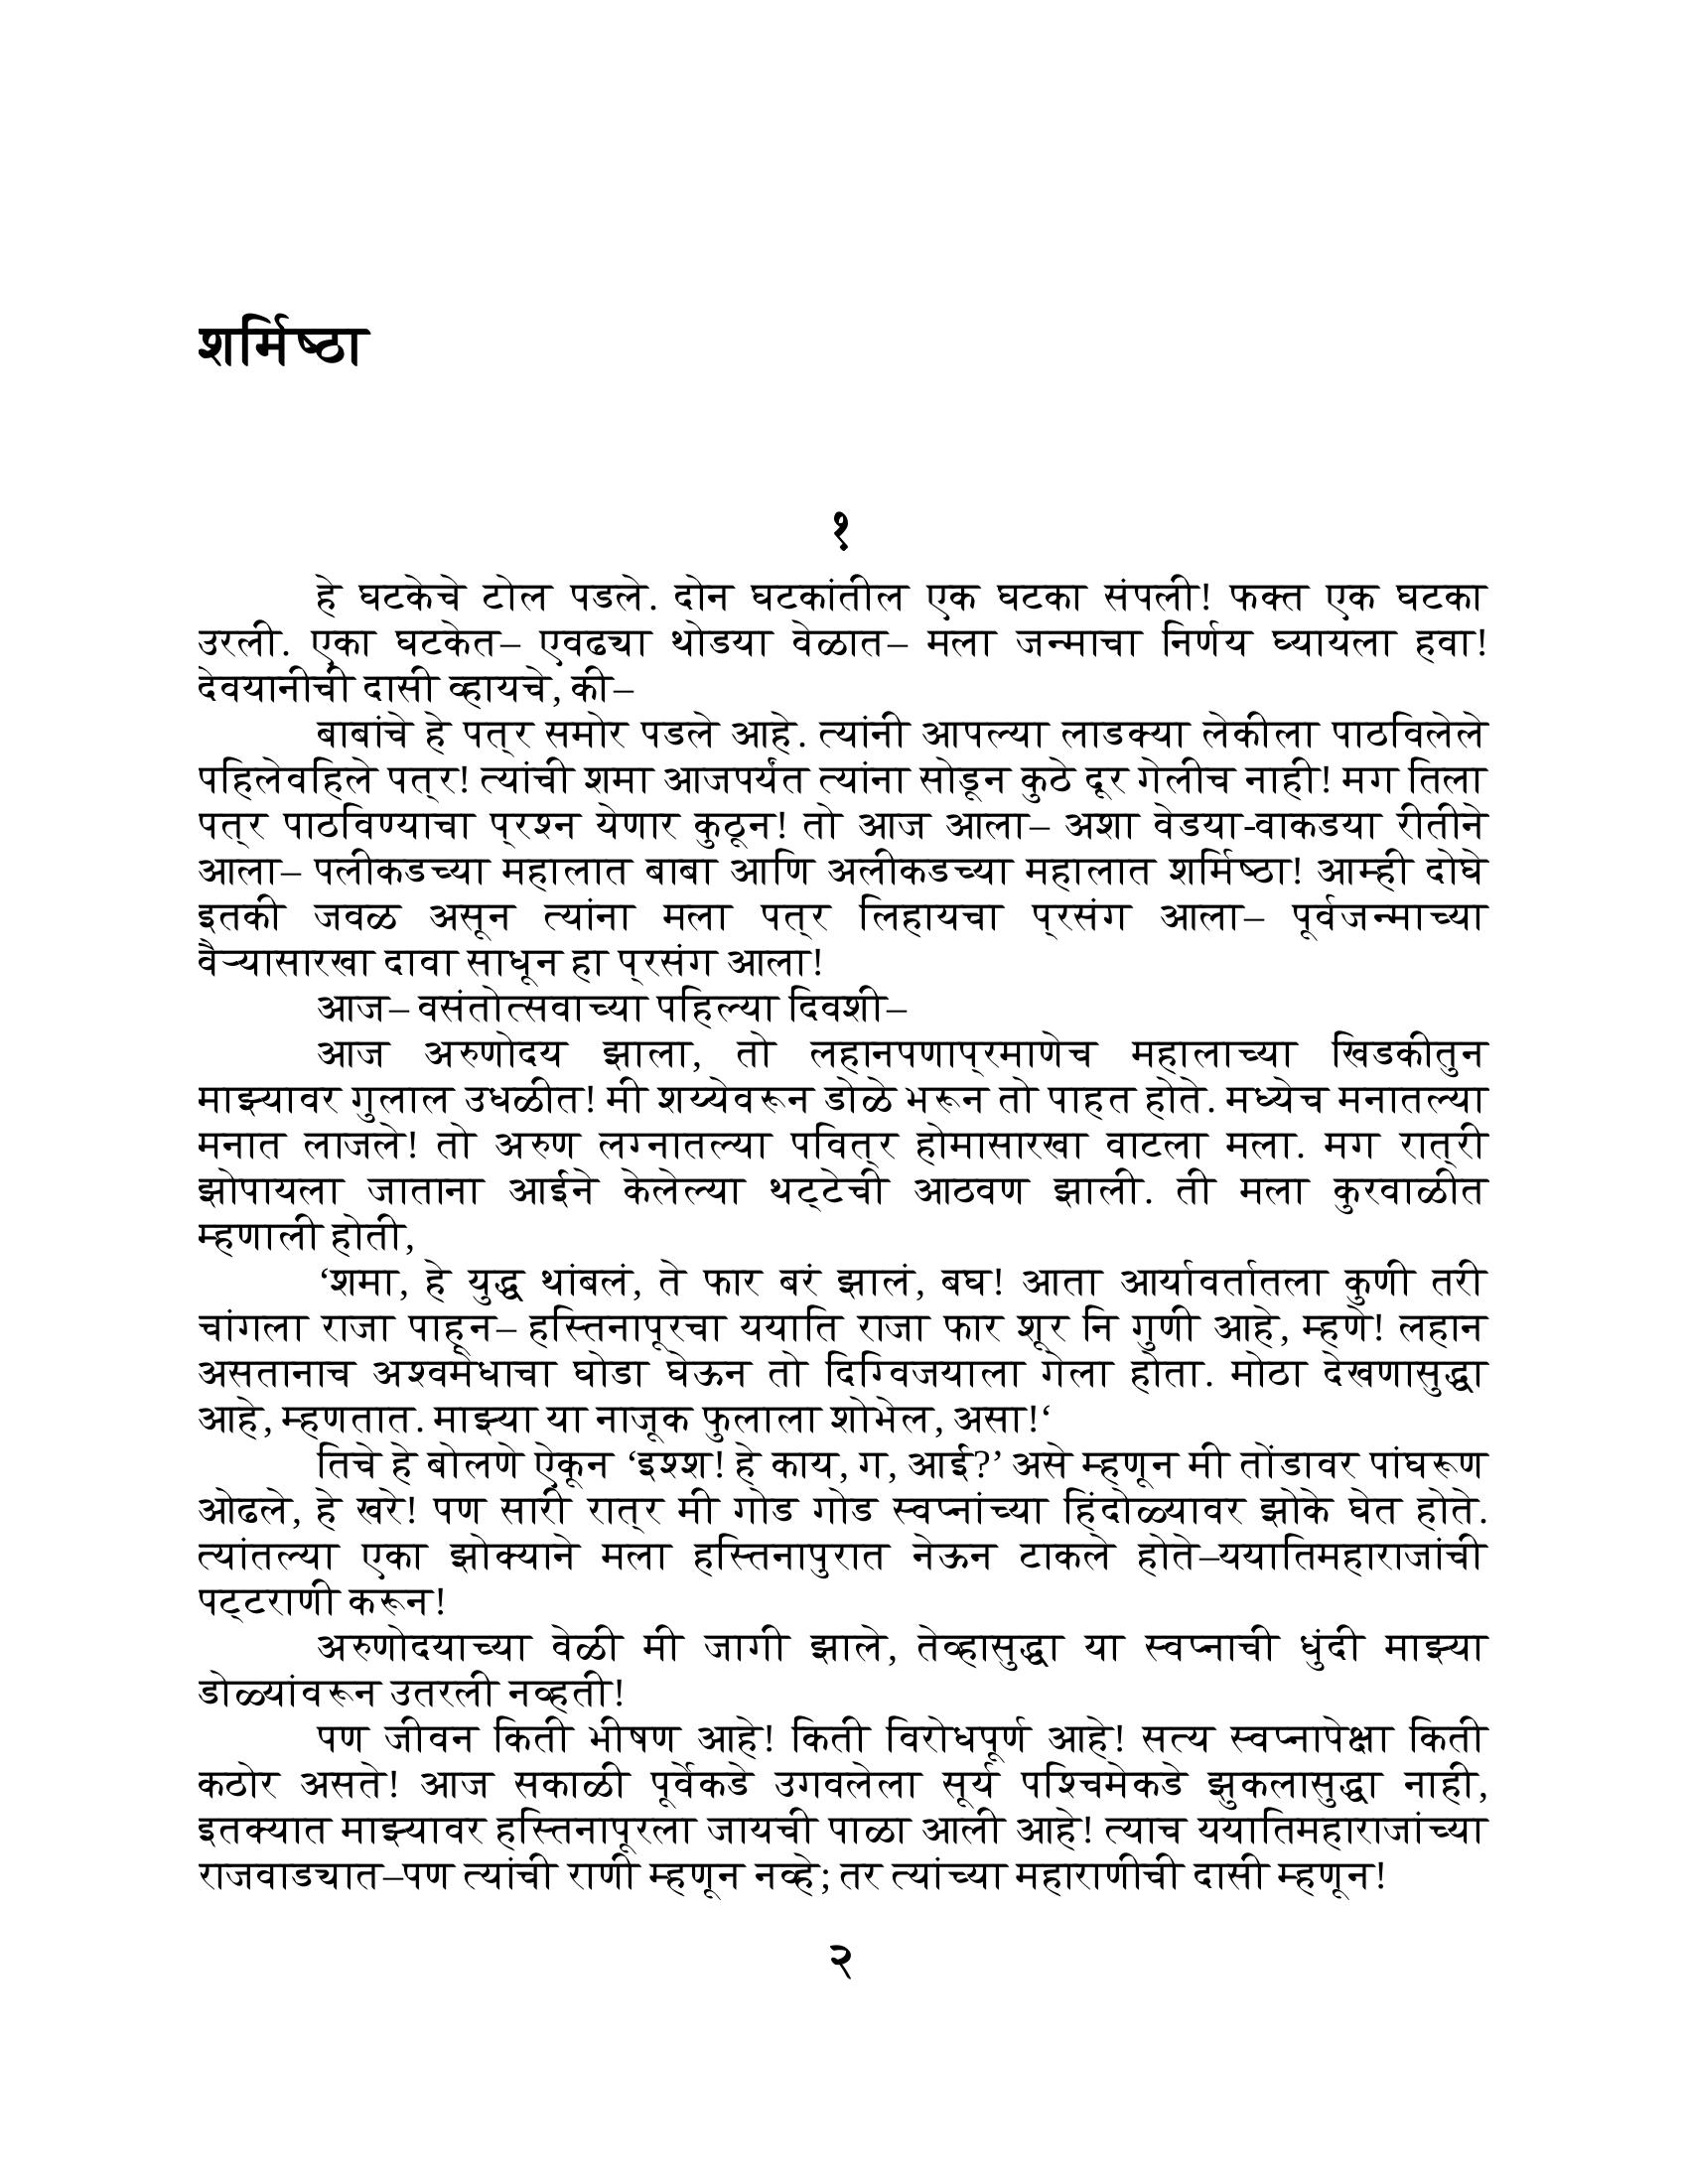 शर्मिष्ठा
१
हे घटकेचे टोल पडले. दोन घटकांतील एक घटका संपली! फक्त एक घटका
उरली. एका घटकेत– एवढ्या थोडया वेळात– मला जन्माचा निर्णय घ्यायला हवा!
देवयानीची दासी व्हायचे, की–
बाबांचे हे पत्र समोर पडले आहे. त्यांनी आपल्या लाडक्या लेकीला पाठविलेले
पहिलेवहिले पत्र! त्यांची शमा आजपर्यंत त्यांना सोडून कुठे दूर गेलीच नाही! मग तिला
पत्र पाठविण्याचा प्रश्न येणार कुठून! तो आज आला– अशा वेडया-वाकडया रीतीने
आला– पलीकडच्या महालात बाबा आणि अलीकडच्या महालात शर्मिष्ठा! आम्ही दोघे
इतकी जवळ असून त्यांना मला पत्र लिहायचा प्रसंग आला– पूर्वजन्माच्या
वैऱ्यासारखा दावा साधून हा प्रसंग आला!
आज– वसंतोत्सवाच्या पहिल्या दिवशी–
आज अरुणोदय झाला, तो लहानपणाप्रमाणेच महालाच्या खिडकीतुन
माझ्यावर गुलाल उधळीत! मी शय्येवरून डोळे भरून तो पाहत होते. मध्येच मनातल्या
मनात लाजले! तो अरुण लग्नातल्या पवित्र होमासारखा वाटला मला. मग रात्री
झोपायला जाताना आईने केलेल्या थट्टेची आठवण झाली. ती मला कुरवाळीत
म्हणाली होती,
‘शमा, हे युद्ध थांबलं, ते फार बरं झालं, बघ! आता आर्यावर्तातला कुणी तरी
चांगला राजा पाहून– हस्तिनापूरचा ययाति राजा फार शूर नि गुणी आहे, म्हणे! लहान
असतानाच अश्वमेधाचा घोडा घेऊन तो दिग्विजयाला गेला होता. मोठा देखणासुद्धा
आहे, म्हणतात. माझ्या या नाजूक फुलाला शोभेल, असा!‘
तिचे हे बोलणे ऐकून ‘इश्श! हे काय, ग, आई?’ असे म्हणून मी तोंडावर पांघरूण
ओढले, हे खरे! पण सारी रात्र मी गोड गोड स्वप्नांच्या हिंदोळ्यावर झोके घेत होते.
त्यांतल्या एका झोक्याने मला हस्तिनापुरात नेऊन टाकले होते–ययातिमहाराजांची
पट्टराणी करून!
अरुणोदयाच्या वेळी मी जागी झाले, तेव्हासुद्धा या स्वप्नाची धुंदी माझ्या
डोळ्यांवरून उतरली नव्हती!
पण जीवन किती भीषण आहे! किती विरोधपूर्ण आहे! सत्य स्वप्नापेक्षा किती
कठोर असते! आज सकाळी पूर्वेकडे उगवलेला सूर्य पश्चिमेकडे झुकलासुद्धा नाही,
इतक्यात माझ्यावर हस्तिनापूरला जायची पाळा आली आहे! त्याच ययातिमहाराजांच्या
राजवाड्यात–पण त्यांची राणी म्हणून नव्हे; तर त्यांच्या महाराणीची दासी म्हणून!
२